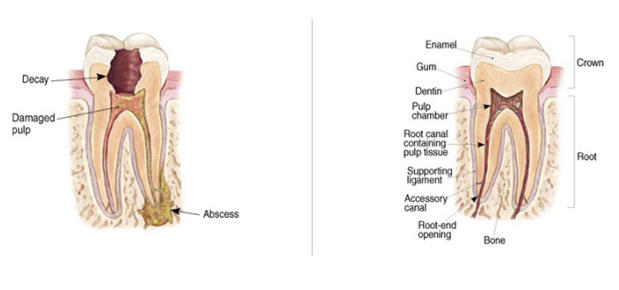 Decay
Damaged
pulp
Abscess
Enamel
Gum
Dentin
Pulp
chamber
Root canal
containing
pulp tissue
Supporting
ligament
Accessory
canal
Root-end
opening
Bone
Crown
Root